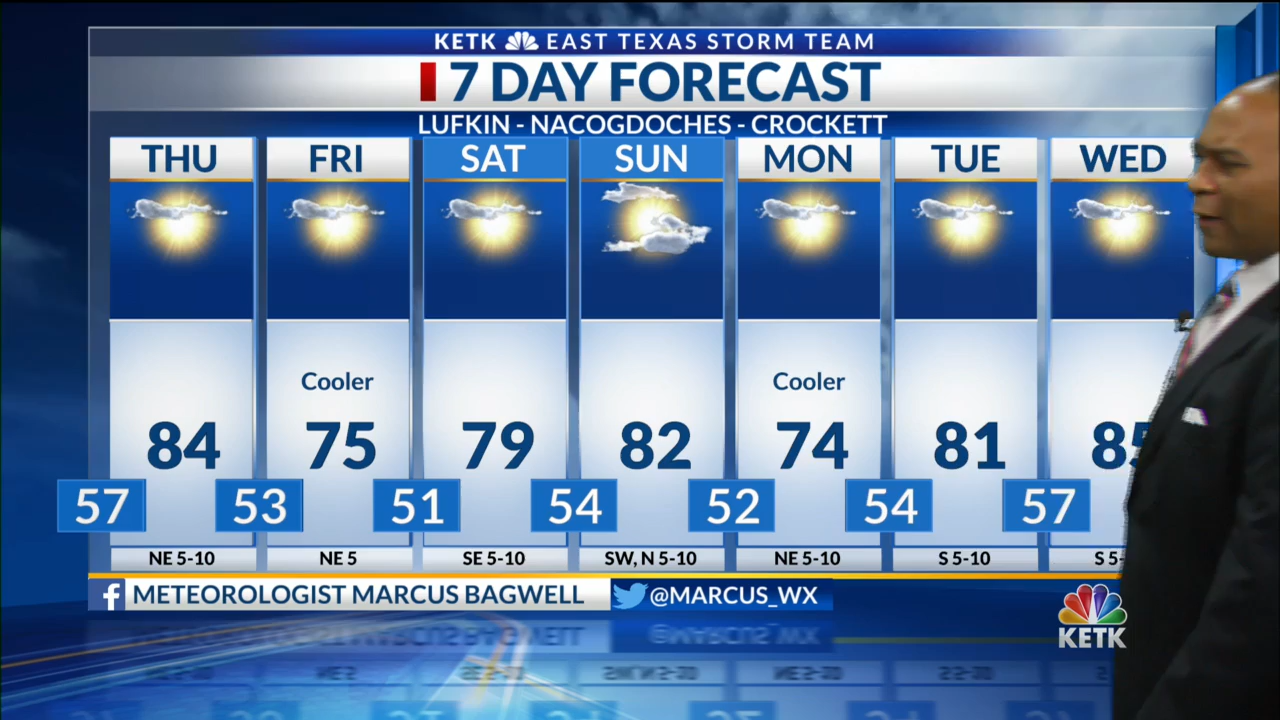 KETK EAST TEXAS STORM TEAM
7 DAY FORECAST
LUFKIN - NACOGDOCHES - CROCKETT
THU FRI SAT SUN MON TUE WED
Cooler Cooler
84 75 79 82 74 81 85
57 53 51 54 52 54 57
NE 5-10 NE 5 SE 5-10 SW, N 5-10 NE 5-10 S 5-10 S 5-
f METEOROLOGIST MARCUS BAGWELL @MARCUS_WX
KETK